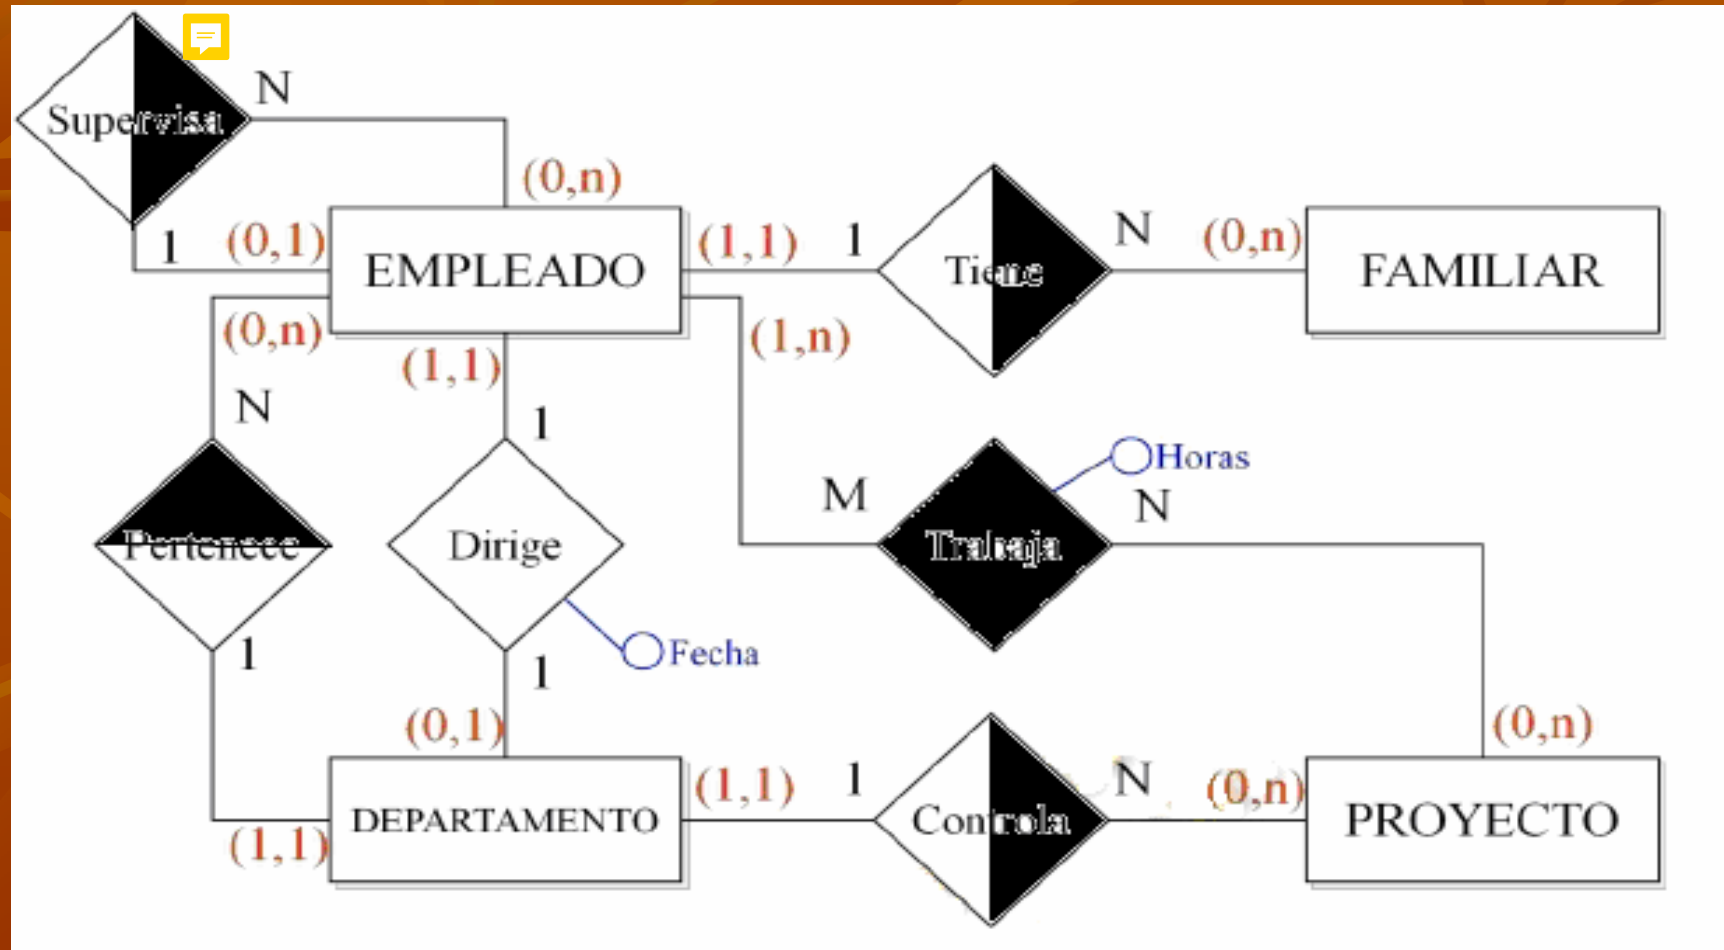 Supervisa
N
(0,n)
1
(0,1)
EMPLEADO
(1,1)
1
Tiene
N
(0,n)
FAMILIAR
(0,n)
(1,1)
(1,n)
N
1
M
Horas
N
Pertenece
Dirige
Trabaja
1
1
Fecha
(0,1)
(0,n)
DEPARTAMENTO
(1,1)
1
Controla
N
(0,n)
PROYECTO
(1,1)